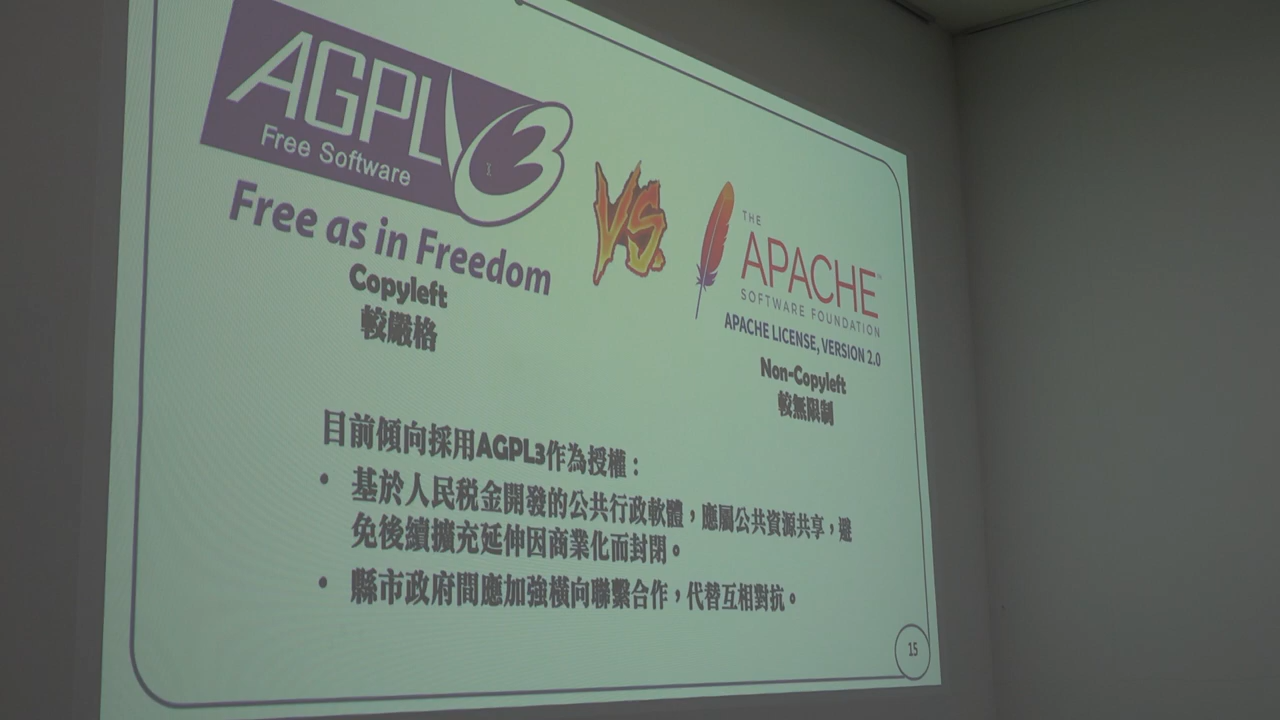 AGPLv3
Free Software
Free as in Freedom
Copyleft
較嚴格
VS.
THE
APACHE™
SOFTWARE FOUNDATION
APACHE LICENSE, VERSION 2.0
Non-Copyleft
較無限制
目前傾向採用AGPL3作為授權：
• 基於人民税金開發的公共行政軟體，應屬公共資源共享，避
免後續擴充延伸因商業化而封閉。
• 縣市政府間應加強橫向聯繫合作，代替互相對抗。
15